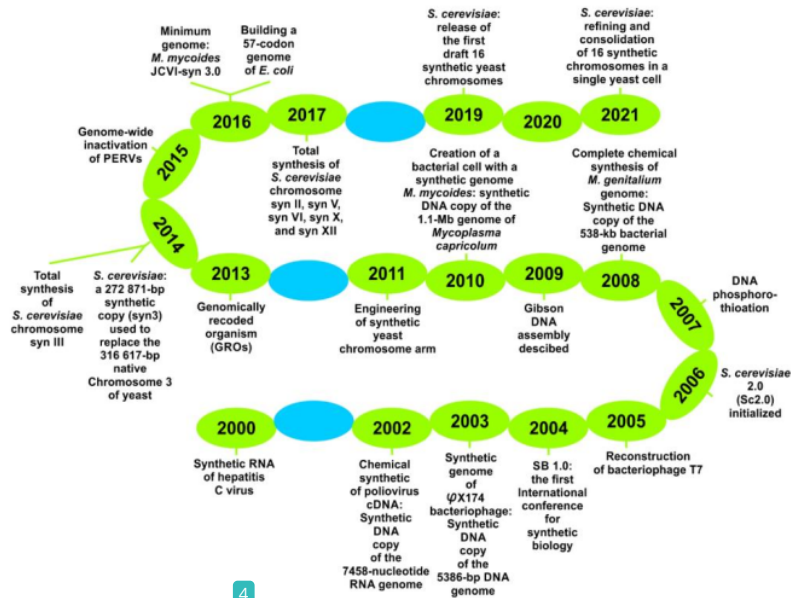 Minimum
genome:
M. mycoides
JCVI-syn 3.0
Building a
57-codon
genome
of E. coli
S. cerevisiae:
release of
the first
draft 16
synthetic yeast
chromosomes
S. cerevisiae:
refining and
consolidation
of 16 synthetic
chromosomes in a
single yeast cell
2016
2017
2019
2020
2021
Genome-wide
inactivation
of PERVs
2015
Total
synthesis of
S. cerevisiae
chromosome
syn II, syn V,
syn VI, syn X,
and syn XII
Creation of a
bacterial cell with a
synthetic genome
M. mycoides: synthetic
DNA copy of the
1.1-Mb genome of
Mycoplasma
capricolum
Complete chemical
synthesis of
M. genitalium
genome:
Synthetic DNA
copy of the
538-kb bacterial
genome
2014
2013
2011
2010
2009
2008
2007
Total
synthesis
of
S. cerevisiae
chromosome
syn III
S. cerevisiae:
a 272 871-bp
synthetic
copy (syn3)
used to
replace the
316 617-bp
native
Chromosome 3
of yeast
Genomically
recoded
organism
(GROs)
Engineering
of synthetic
yeast
chromosome arm
Gibson
DNA
assembly
descibed
DNA
phosphoro-
thioation
2006
S. cerevisiae
2.0
(Sc2.0)
initialized
2000
2002
2003
2004
2005
Synthetic RNA
of hepatitis
C virus
Chemical
synthetic
of poliovirus
cDNA:
Synthetic
DNA
copy
of the
7458-nucleotide
RNA genome
Synthetic
genome
of
φX174
bacteriophage:
Synthetic
DNA
copy
of the
5386-bp DNA
genome
SB 1.0:
the first
International
conference
for
synthetic
biology
Reconstruction
of bacteriophage T7
4